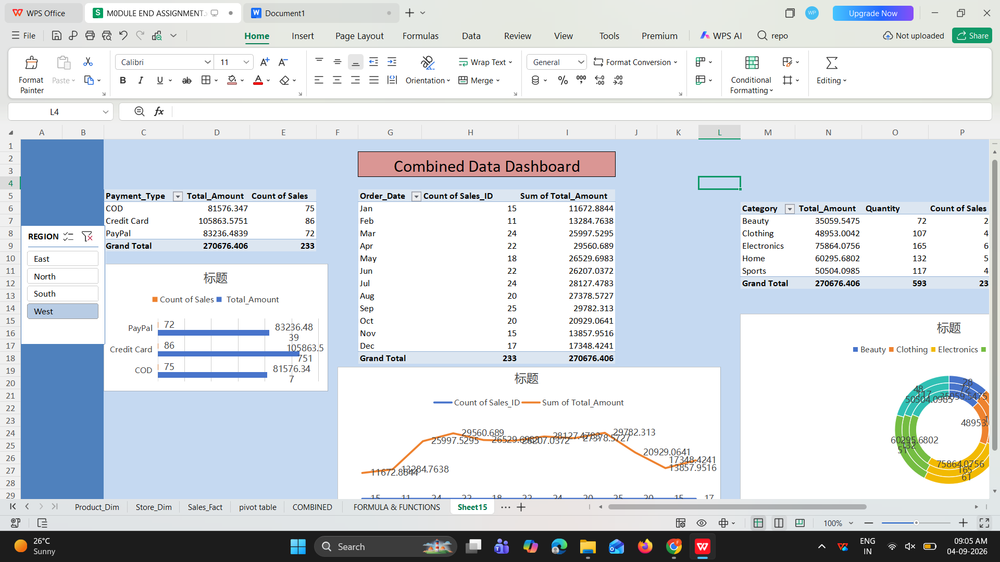 WPS Office
M0DULE END ASSIGNMENT.
Document1
WP
Upgrade Now
File
Home
Insert
Page Layout
Formulas
Data
Review
View
Tools
Premium
WPS AI
repo
Not uploaded
Share
Format Painter
Paste
Calibri
11
Wrap Text
Orientation
Merge
General
Format Conversion
Conditional Formatting
Editing
L4
A B C D E F G H I J K L M N O P
Combined Data Dashboard
Payment_Type Total_Amount Count of Sales
COD 81576.347 75
Credit Card 105863.5751 86
PayPal 83236.4839 72
Grand Total 270676.406 233
REGION
East
North
South
West
标题
Count of Sales Total_Amount
PayPal 72 83236.4839
Credit Card 86 105863.5751
COD 75 81576.347
Order_Date Count of Sales_ID Sum of Total_Amount
Jan 15 11672.8844
Feb 11 13284.7638
Mar 24 25997.5295
Apr 22 29560.689
May 18 26529.6983
Jun 22 26207.0372
Jul 24 28127.4783
Aug 20 27378.5727
Sep 25 29782.313
Oct 20 20929.0641
Nov 15 13857.9516
Dec 17 17348.4241
Grand Total 233 270676.406
标题
Count of Sales_ID Sum of Total_Amount
11672.8844 13284.7638 25997.5295 29560.689 26529.6983 26207.0372 28127.4783 27378.5727 29782.313 20929.0641 13857.9516 17348.4241
15 11 24 22 18 22 24 20 25 20 15 17
Category Total_Amount Quantity Count of Sales
Beauty 35059.5475 72 2
Clothing 48953.0042 107 4
Electronics 75864.0756 165 6
Home 60295.6802 132 5
Sports 50504.0985 117 4
Grand Total 270676.406 593 23
标题
Beauty Clothing Electronics
28
72
35059.5475
48
117
50504.0985
48953.
60295.6802
132
51
75864.0756
165
61
1
2
3
4
5
6
7
8
9
10
11
12
13
14
15
16
17
18
19
20
21
22
23
24
25
26
27
28
29
Product_Dim
Store_Dim
Sales_Fact
pivot table
COMBINED
FORMULA & FUNCTIONS
Sheet15
100%
26°C
Sunny
Search
ENG
IN
09:05 AM
04-09-2026